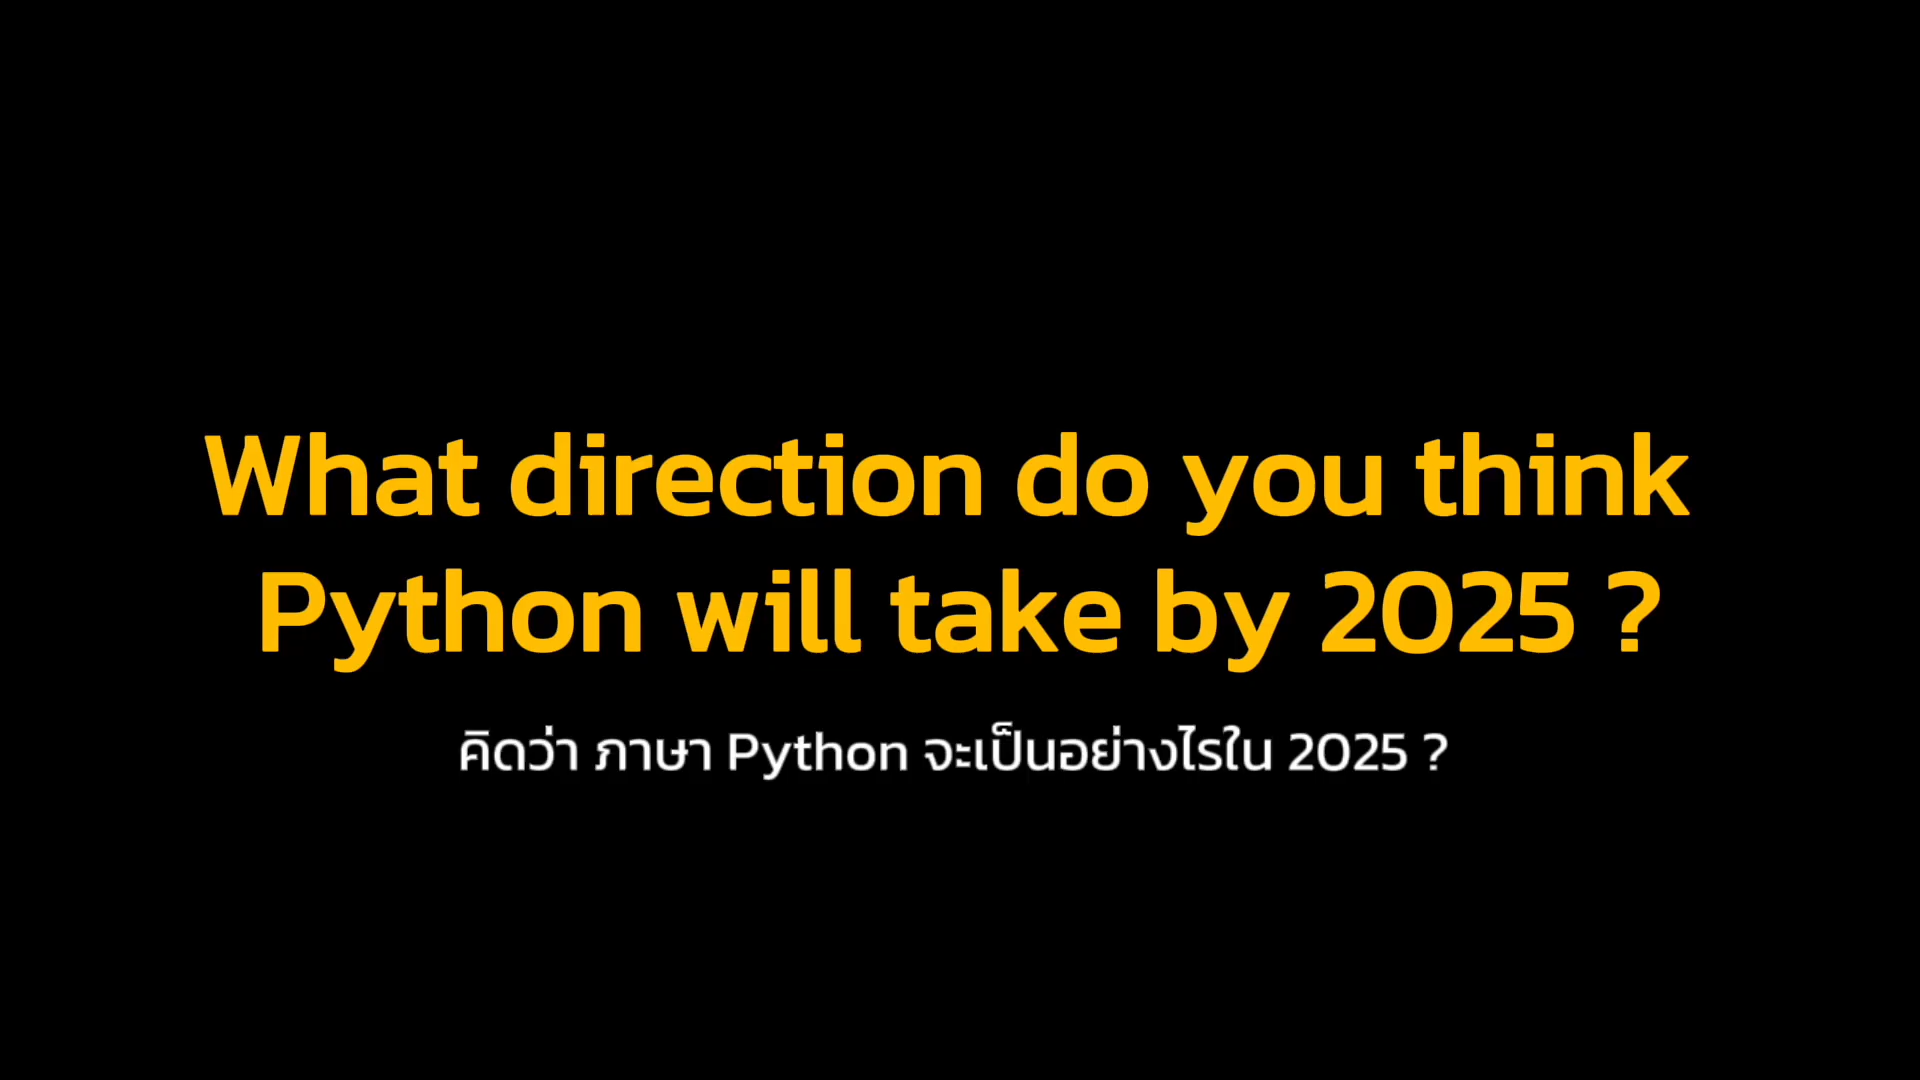 What direction do you think
Python will take by 2025 ?
คิดว่า ภาษา Python จะเป็นอย่างไรใน 2025 ?